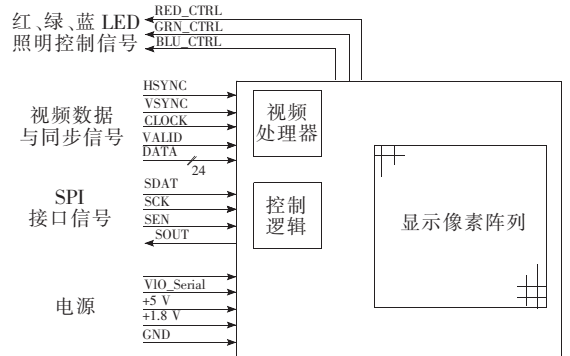 红、绿、蓝 LED
照明控制信号
RED_CTRL
GRN_CTRL
BLU_CTRL
视频数据
与同步信号
HSYNC
VSYNC
CLOCK
VALID
DATA
24
SPI
接口信号
SDAT
SCK
SEN
SOUT
电源
VIO_Serial
+5 V
+1.8 V
GND
视频
处理器
控制
逻辑
显示像素阵列